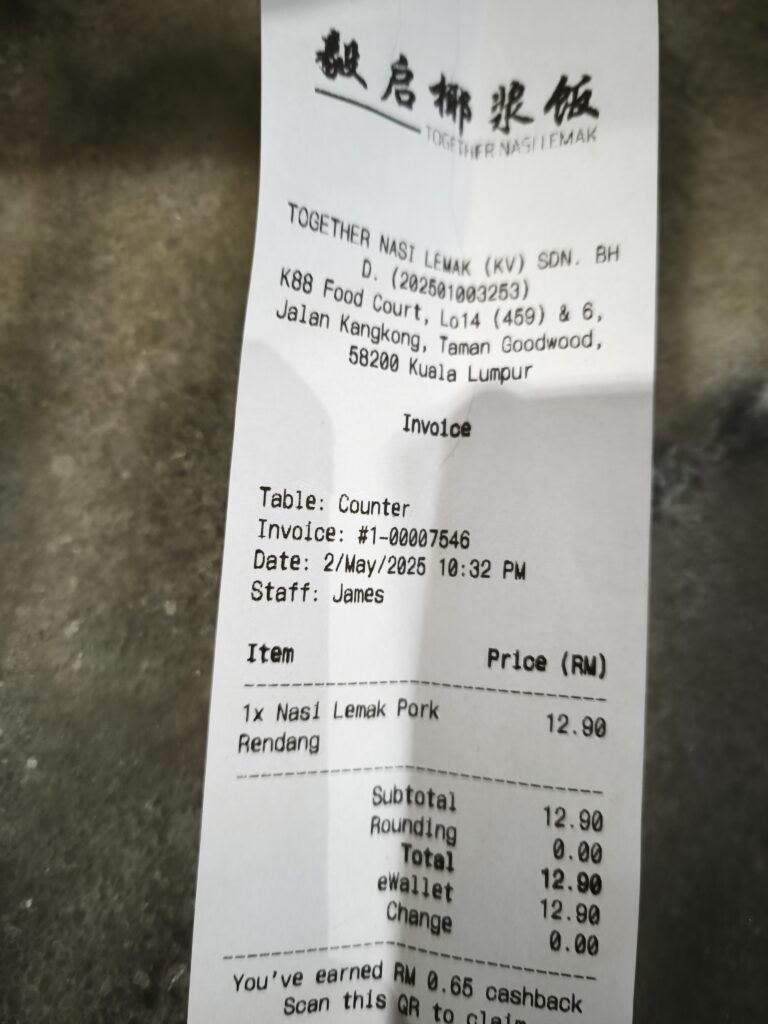 毅启椰浆饭
TOGETHER NASI LEMAK
TOGETHER NASI LEMAK (KV) SDN. BH
D. (202501003253)
K88 Food Court, Lo14 (459) & 6,
Jalan Kangkong, Taman Goodwood,
58200 Kuala Lumpur
Invoice
Table: Counter
Invoice: #1-00007546
Date: 2/May/2025 10:32 PM
Staff: James
Item Price (RM)
1x Nasi Lemak Pork 12.90
Rendang
Subtotal 12.90
Rounding 0.00
Total 12.90
eWallet 12.90
Change 0.00
You've earned RM 0.65 cashback
Scan this QR to claim